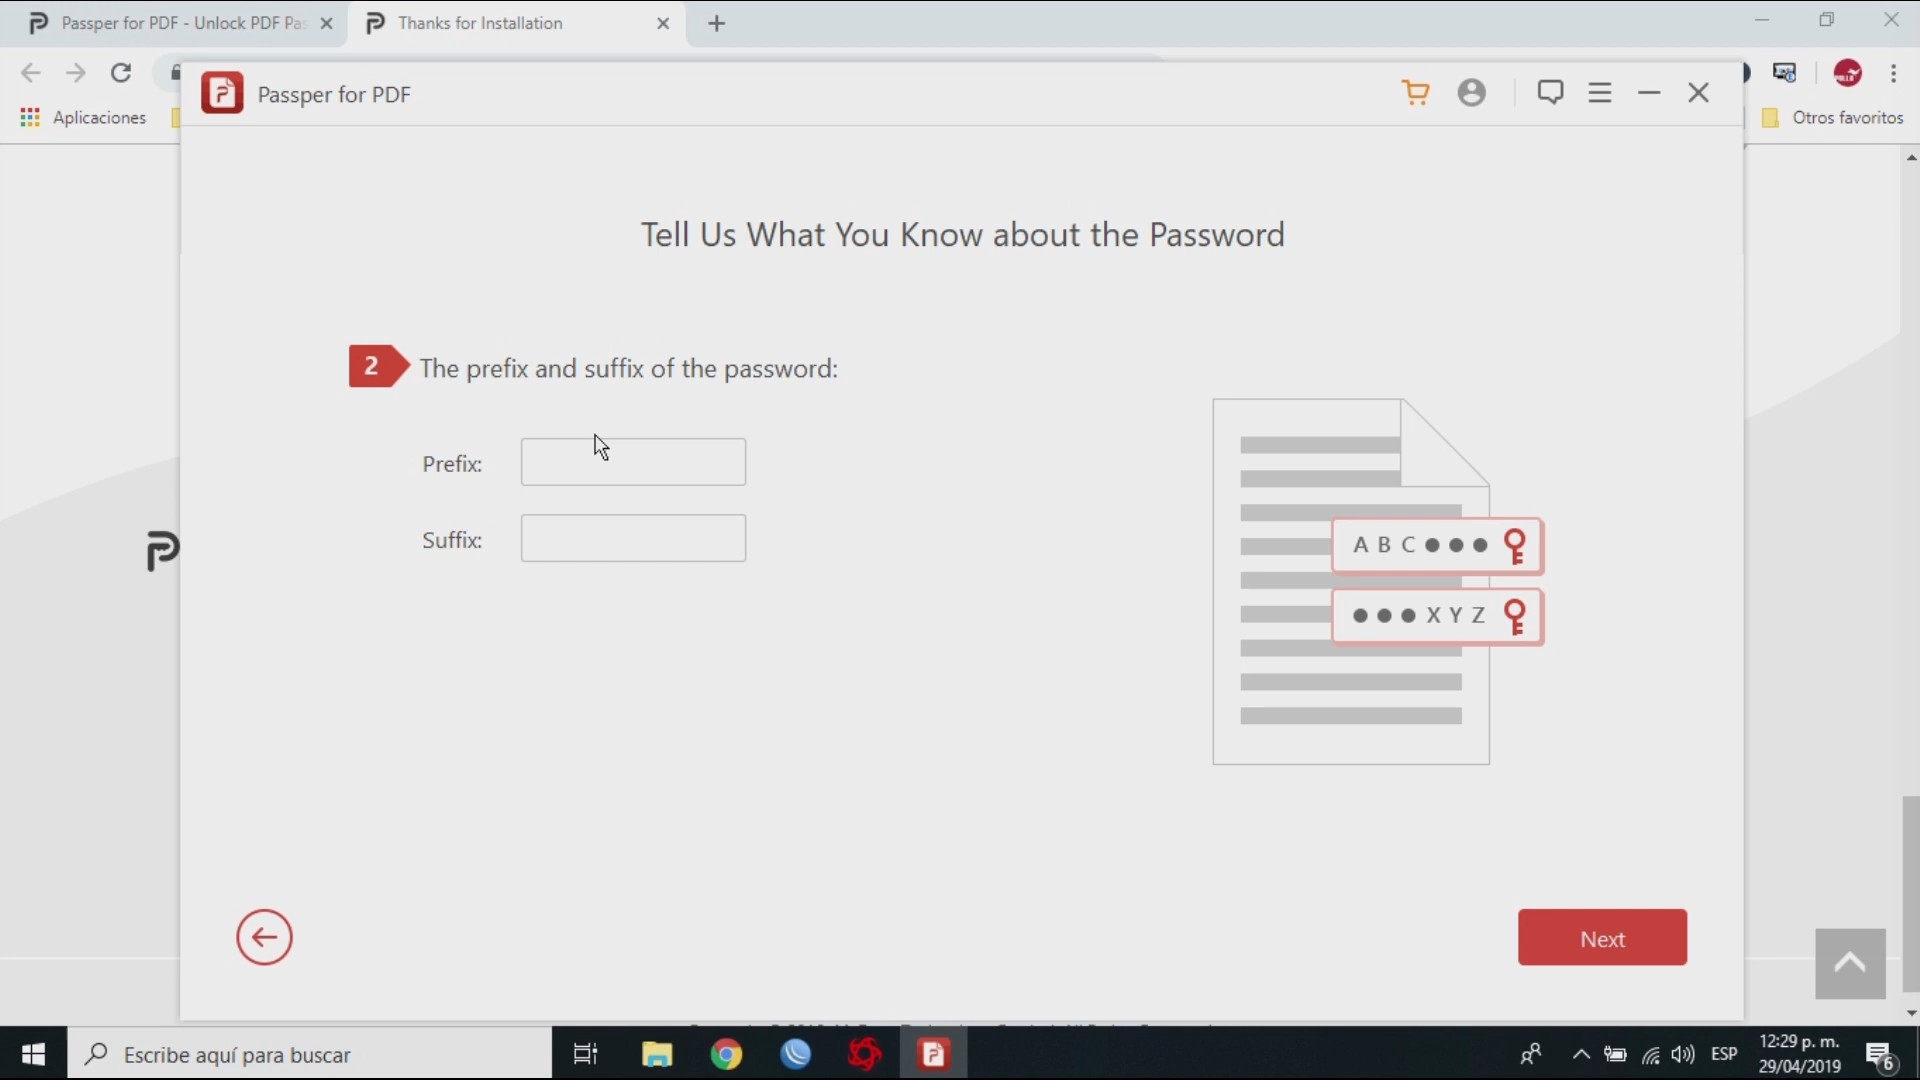 Passper for PDF - Unlock PDF Pas
Thanks for Installation
Aplicaciones
Otros favoritos
Passper for PDF
Tell Us What You Know about the Password
2 The prefix and suffix of the password:
Prefix:
Suffix:
A B C
X Y Z
Next
Escribe aquí para buscar
ESP
12:29 p. m.
29/04/2019
6